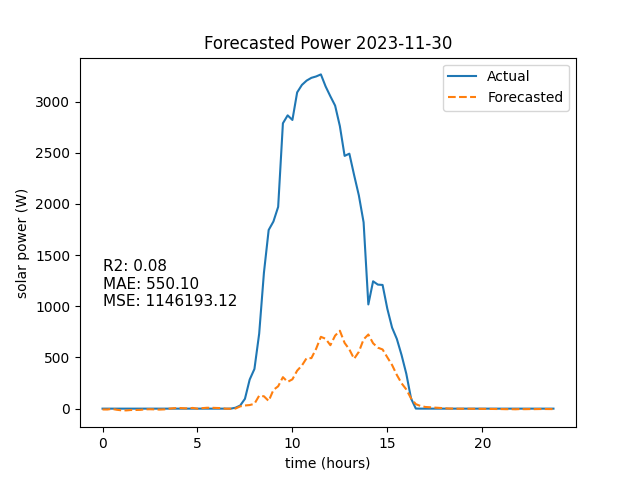 Forecasted Power 2023-11-30
Actual
Forecasted
3000
2500
2000
1500
1000
500
0
solar power (W)
R2: 0.08
MAE: 550.10
MSE: 1146193.12
0 5 10 15 20
time (hours)